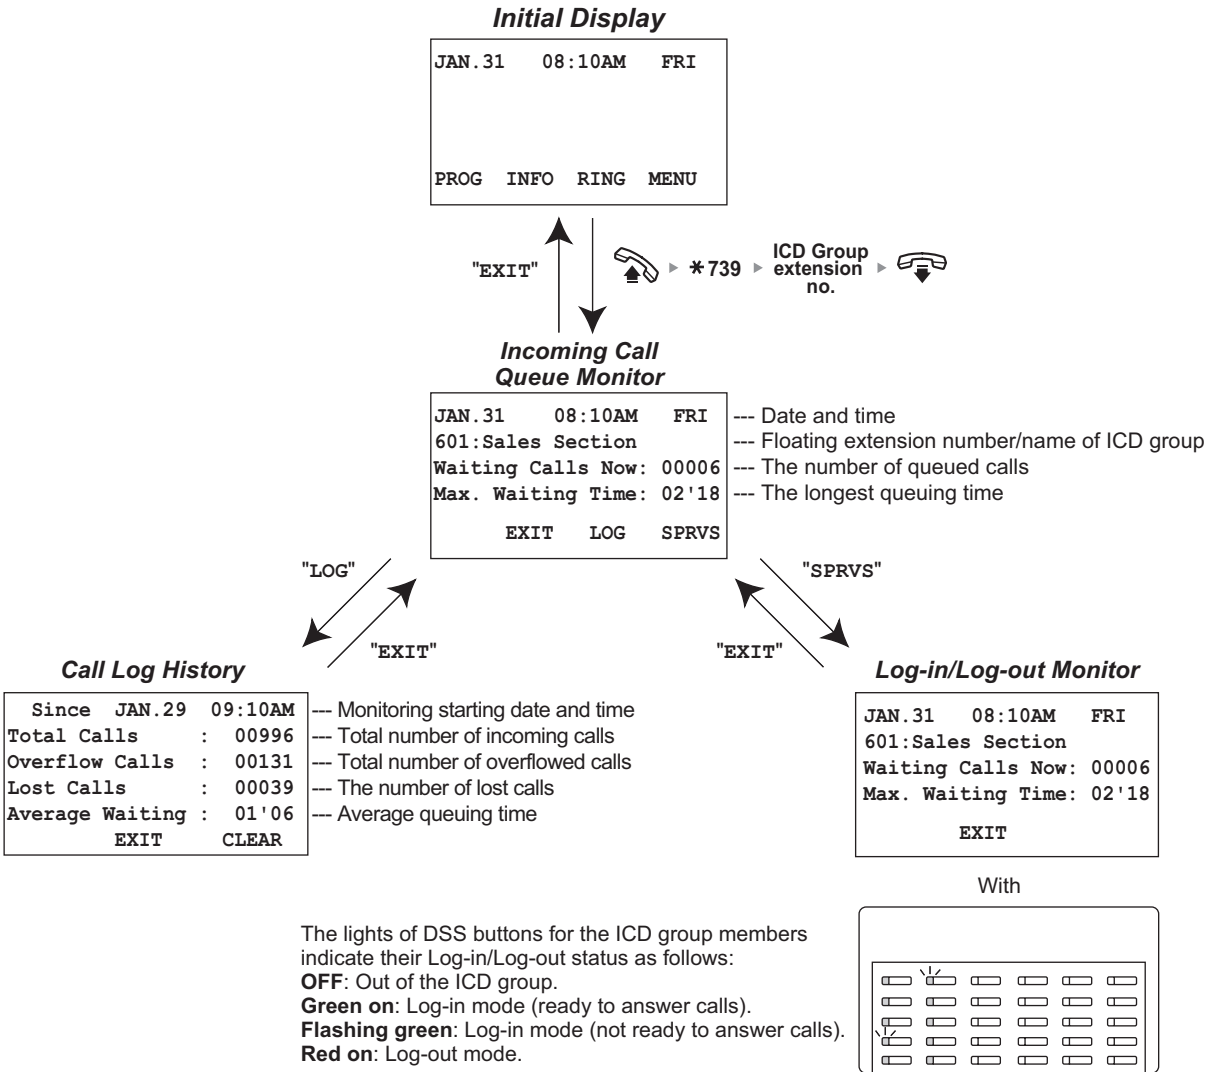 Initial Display
JAN.31 08:10AM FRI
PROG INFO RING MENU
"EXIT"
*739
ICD Group
extension
no.
Incoming Call
Queue Monitor
JAN.31 08:10AM FRI --- Date and time
601:Sales Section --- Floating extension number/name of ICD group
Waiting Calls Now: 00006 --- The number of queued calls
Max. Waiting Time: 02'18 --- The longest queuing time
EXIT LOG SPRVS
"LOG"
"EXIT"
"SPRVS"
"EXIT"
Call Log History
Since JAN.29 09:10AM --- Monitoring starting date and time
Total Calls : 00996 --- Total number of incoming calls
Overflow Calls : 00131 --- Total number of overflowed calls
Lost Calls : 00039 --- The number of lost calls
Average Waiting : 01'06 --- Average queuing time
EXIT CLEAR
Log-in/Log-out Monitor
JAN.31 08:10AM FRI
601:Sales Section
Waiting Calls Now: 00006
Max. Waiting Time: 02'18
EXIT
With
The lights of DSS buttons for the ICD group members
indicate their Log-in/Log-out status as follows:
OFF: Out of the ICD group.
Green on: Log-in mode (ready to answer calls).
Flashing green: Log-in mode (not ready to answer calls).
Red on: Log-out mode.